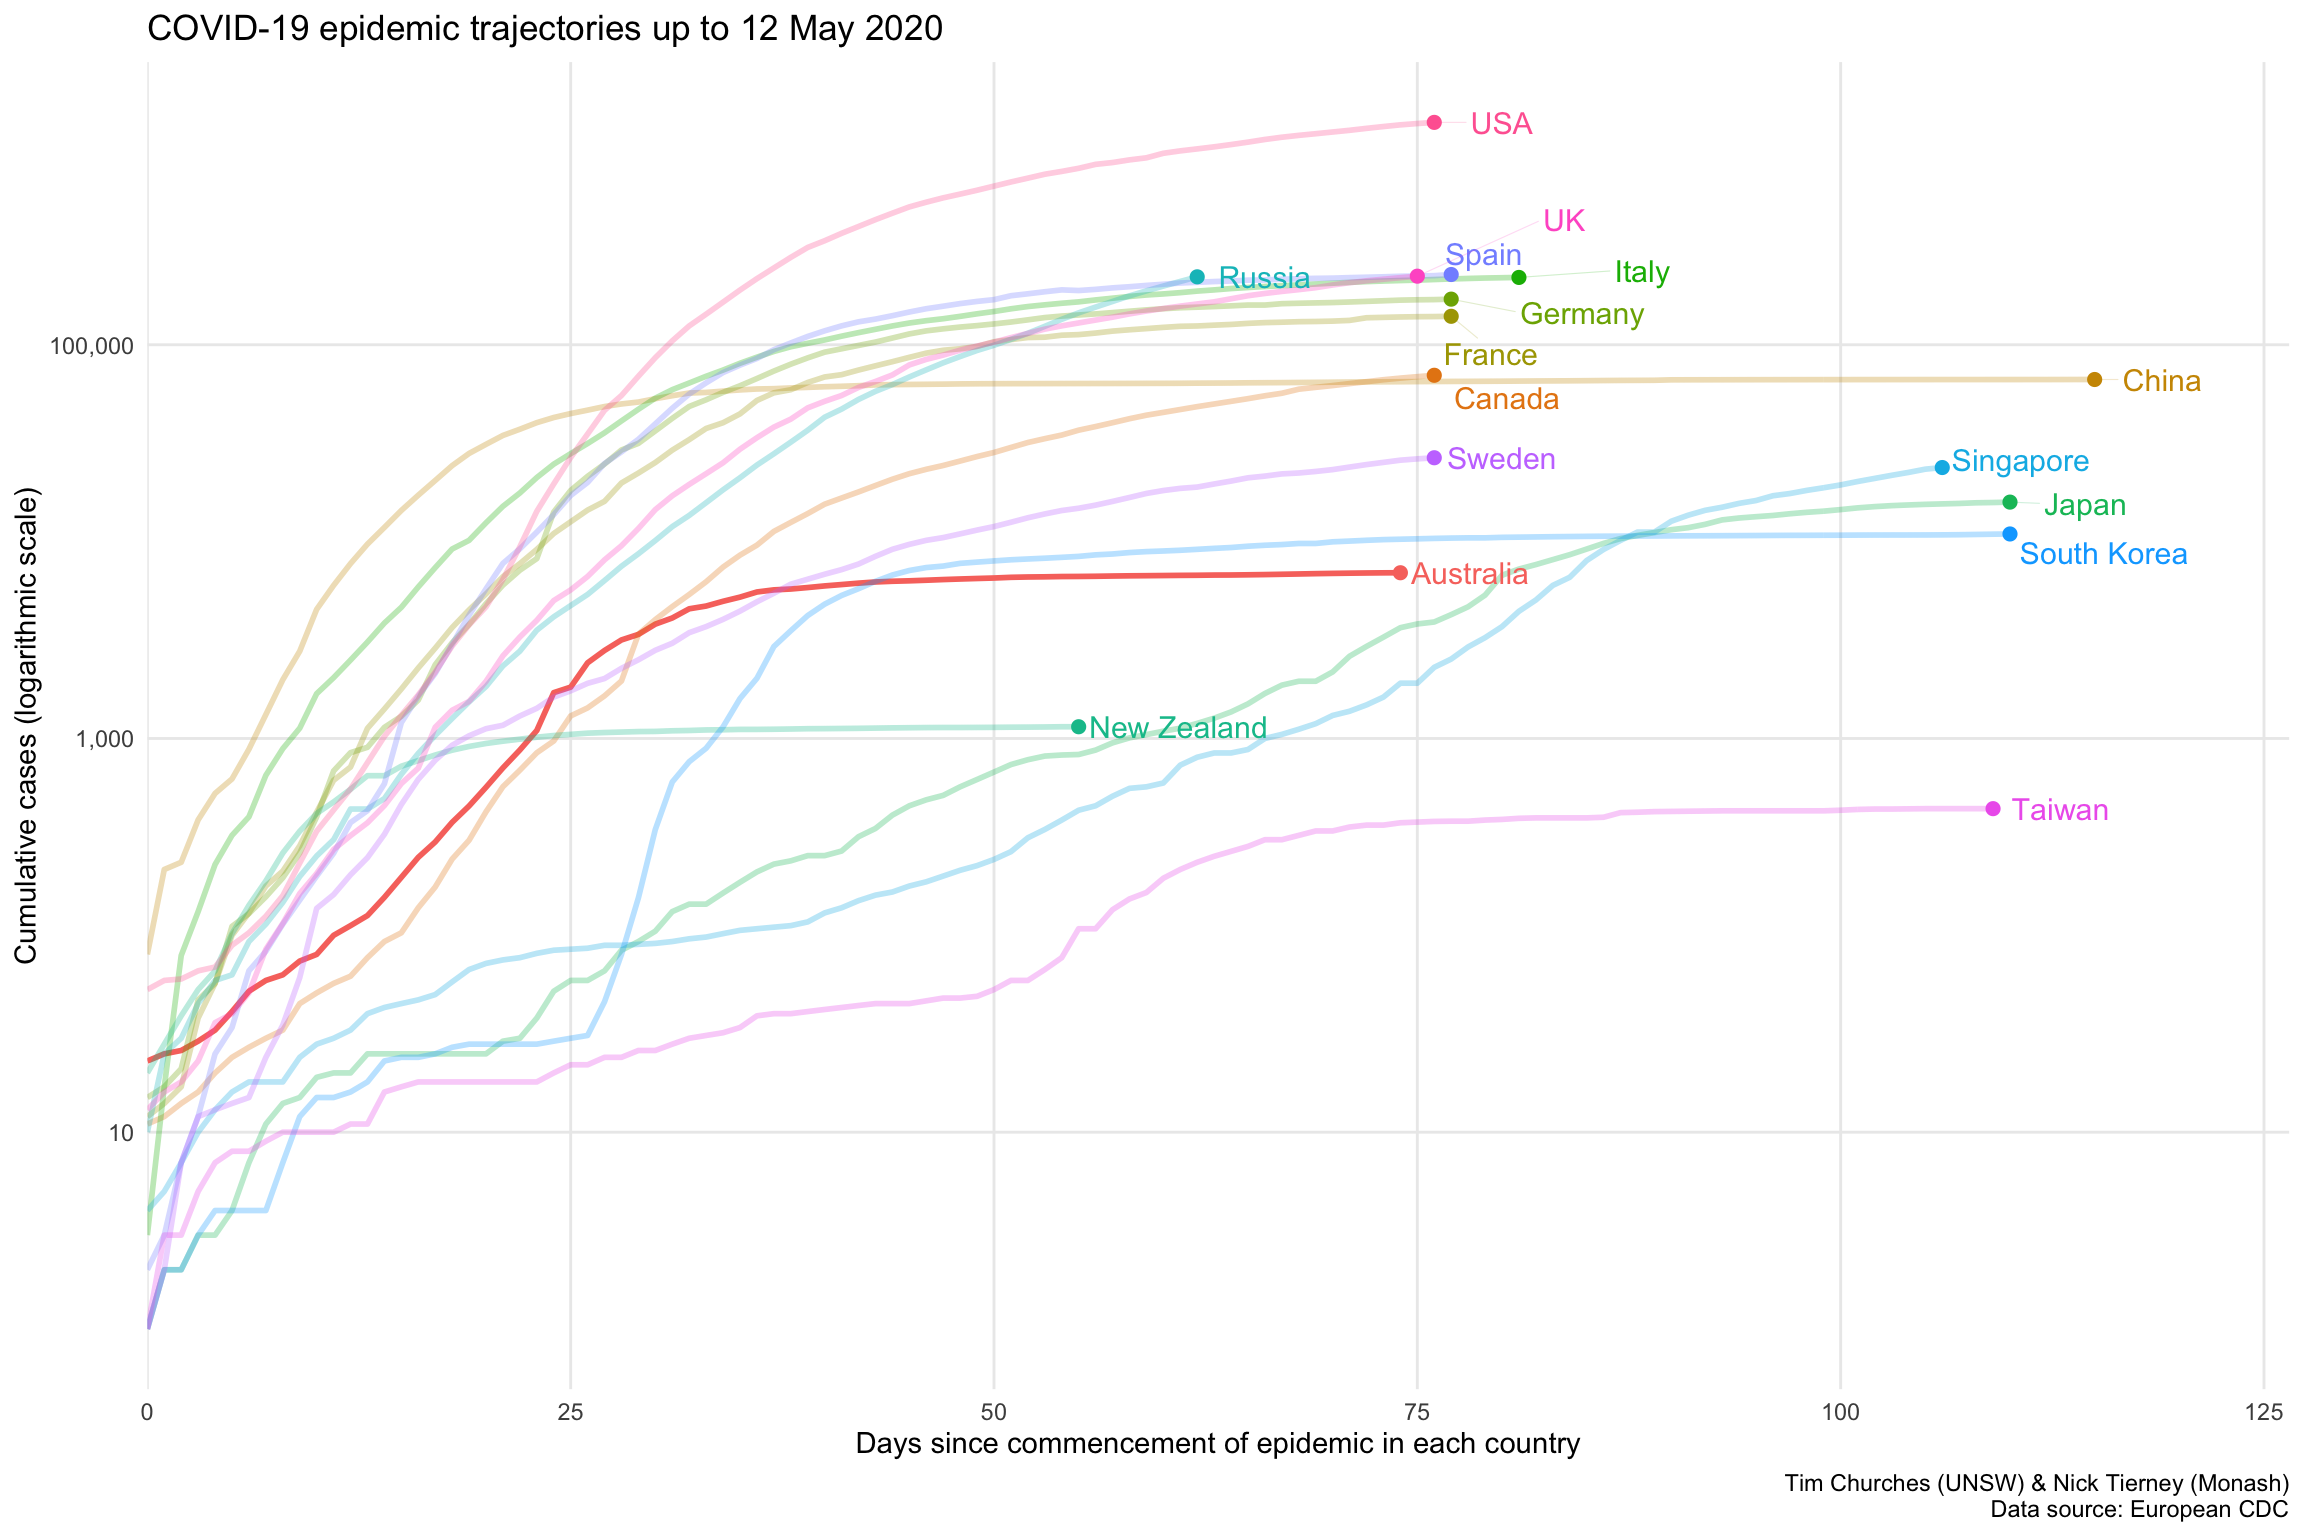 COVID-19 epidemic trajectories up to 12 May 2020
USA
UK
Spain
Italy
Russia
Germany
100,000
France
China
Canada
Sweden
Singapore
Japan
South Korea
Australia
Cumulative cases (logarithmic scale)
1,000
New Zealand
Taiwan
10
0 25 50 75 100 125
Days since commencement of epidemic in each country
Tim Churches (UNSW) & Nick Tierney (Monash)
Data source: European CDC